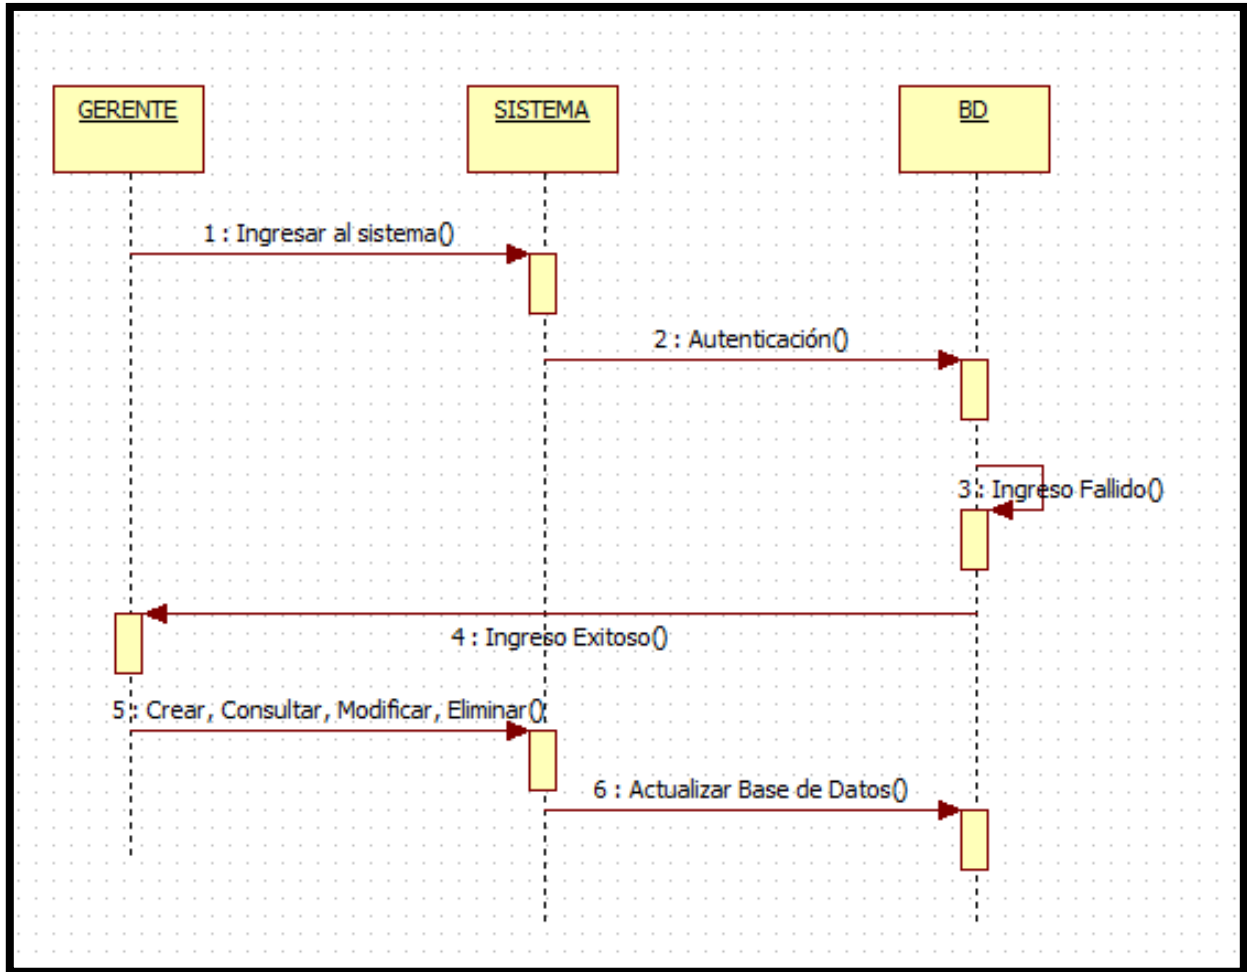 GERENTE
SISTEMA
BD
1 : Ingresar al sistema()
2 : Autenticación()
3 : Ingreso Fallido()
4 : Ingreso Exitoso()
5 : Crear, Consultar, Modificar, Eliminar()
6 : Actualizar Base de Datos()